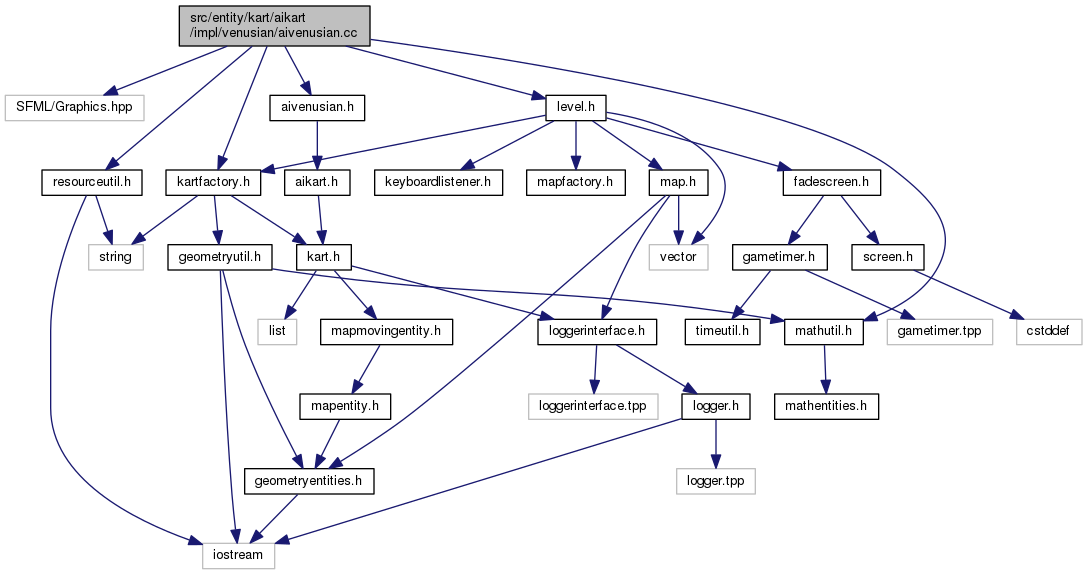 src/entity/kart/aikart
/impl/venusian/aivenusian.cc
SFML/Graphics.hpp
aivenusian.h
level.h
resourceutil.h
kartfactory.h
aikart.h
keyboardlistener.h
mapfactory.h
map.h
fadescreen.h
string
geometryutil.h
kart.h
vector
gametimer.h
screen.h
list
mapmovingentity.h
loggerinterface.h
timeutil.h
mathutil.h
gametimer.tpp
cstddef
mapentity.h
loggerinterface.tpp
logger.h
mathentities.h
geometryentities.h
logger.tpp
iostream